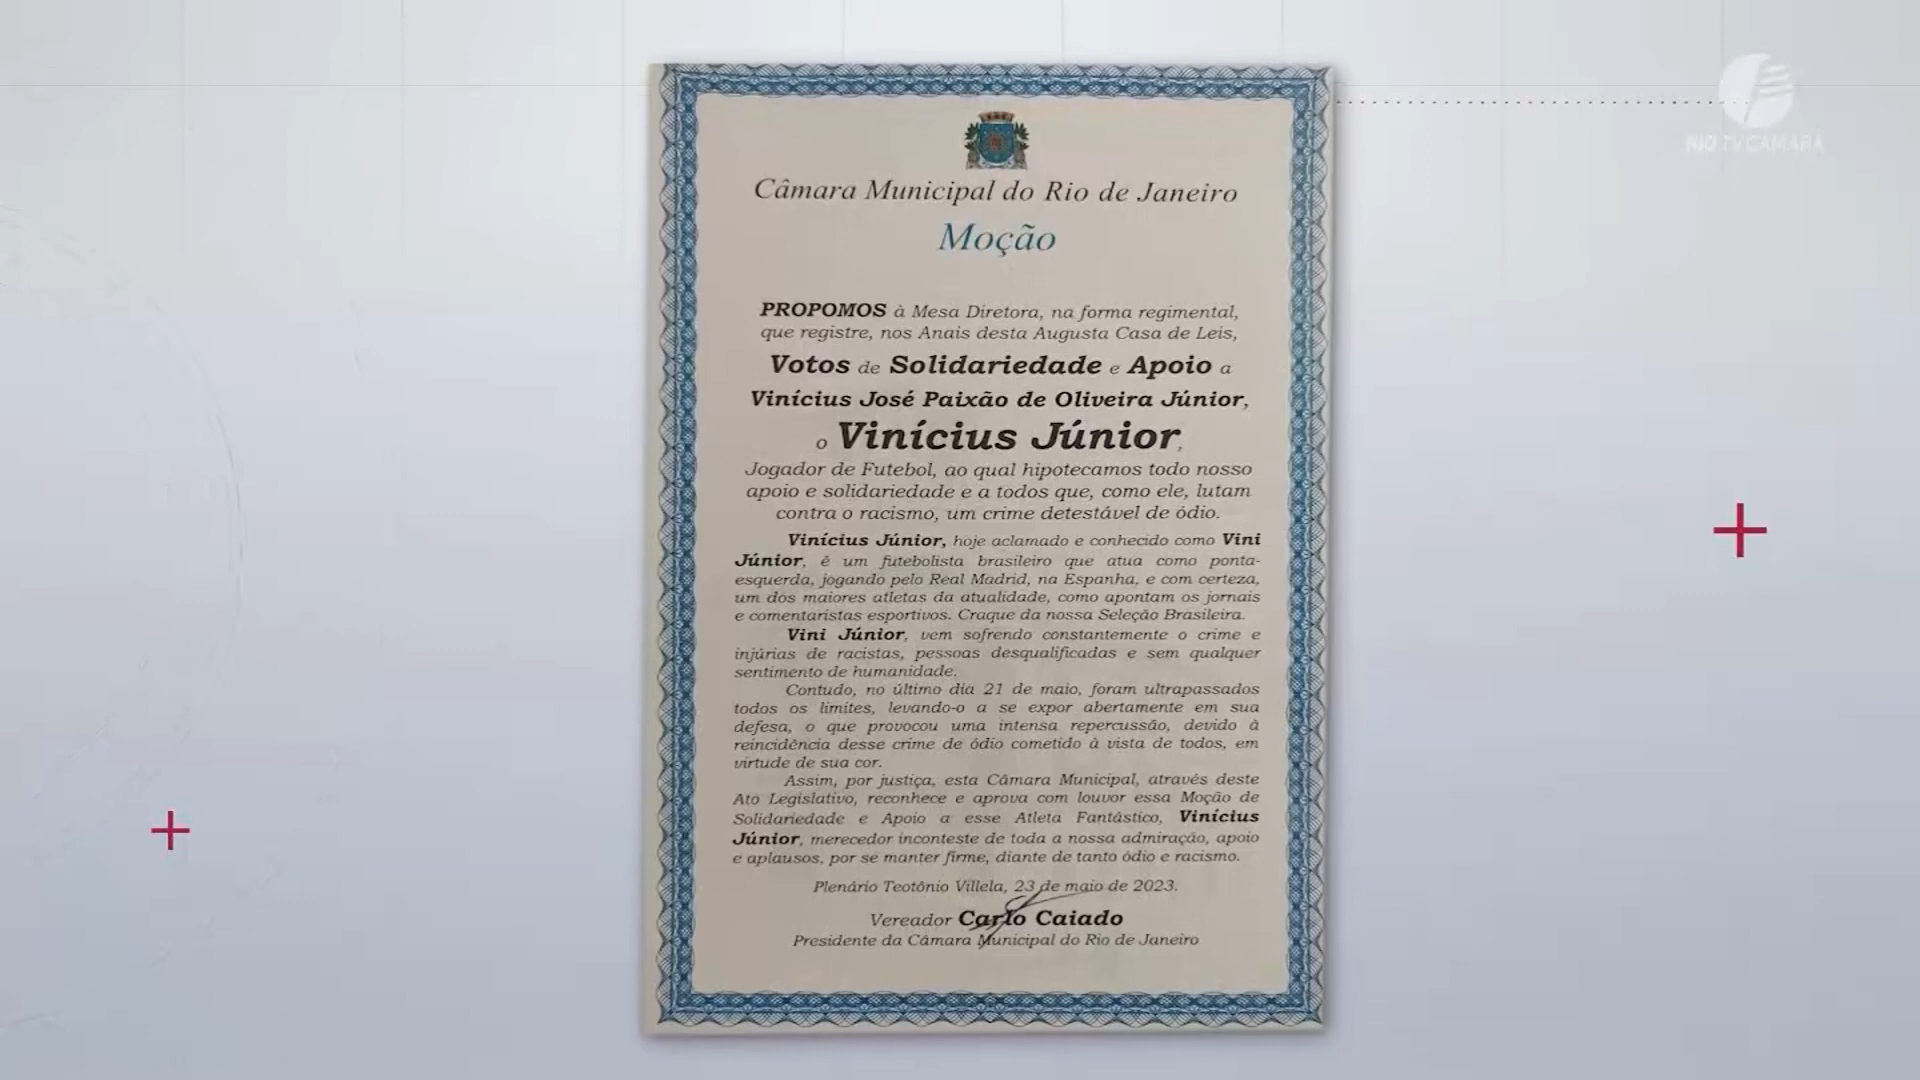 RIO TV CAMARA
Câmara Municipal do Rio de Janeiro
Moção
PROPOMOS à Mesa Diretora, na forma regimental,
que registre, nos Anais desta Augusta Casa de Leis,
Votos de Solidariedade e Apoio a
Vinícius José Paixão de Oliveira Júnior,
o Vinícius Júnior,
Jogador de Futebol, ao qual hipotecamos todo nosso
apoio e solidariedade e a todos que, como ele, lutam
contra o racismo, um crime detestável de ódio.
Vinícius Júnior, hoje aclamado e conhecido como Vini
Júnior, é um futebolista brasileiro que atua como ponta-
esquerda, jogando pelo Real Madrid, na Espanha, e com certeza,
um dos maiores atletas da atualidade, como apontam os jornais
e comentaristas esportivos. Craque da nossa Seleção Brasileira.
Vini Júnior, vem sofrendo constantemente o crime e
injúrias de racistas, pessoas desqualificadas e sem qualquer
sentimento de humanidade.
Contudo, no último dia 21 de maio, foram ultrapassados
todos os limites, levando-o a se expor abertamente em sua
defesa, o que provocou uma intensa repercussão, devido à
reincidência desse crime de ódio cometido à vista de todos, em
virtude de sua cor.
Assim, por justiça, esta Câmara Municipal, através deste
Ato Legislativo, reconhece e aprova com louvor essa Moção de
Solidariedade e Apoio a esse Atleta Fantástico, Vinícius
Júnior, merecedor inconteste de toda a nossa admiração, apoio
e aplausos, por se manter firme, diante de tanto ódio e racismo.
Plenário Teotônio Villela, 23 de maio de 2023.
Vereador Carlo Caiado
Presidente da Câmara Municipal do Rio de Janeiro